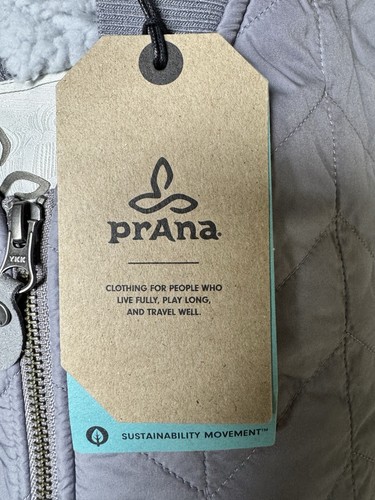 prAna
CLOTHING FOR PEOPLE WHO
LIVE FULLY, PLAY LONG,
AND TRAVEL WELL.
YKK
SUSTAINABILITY MOVEMENT™